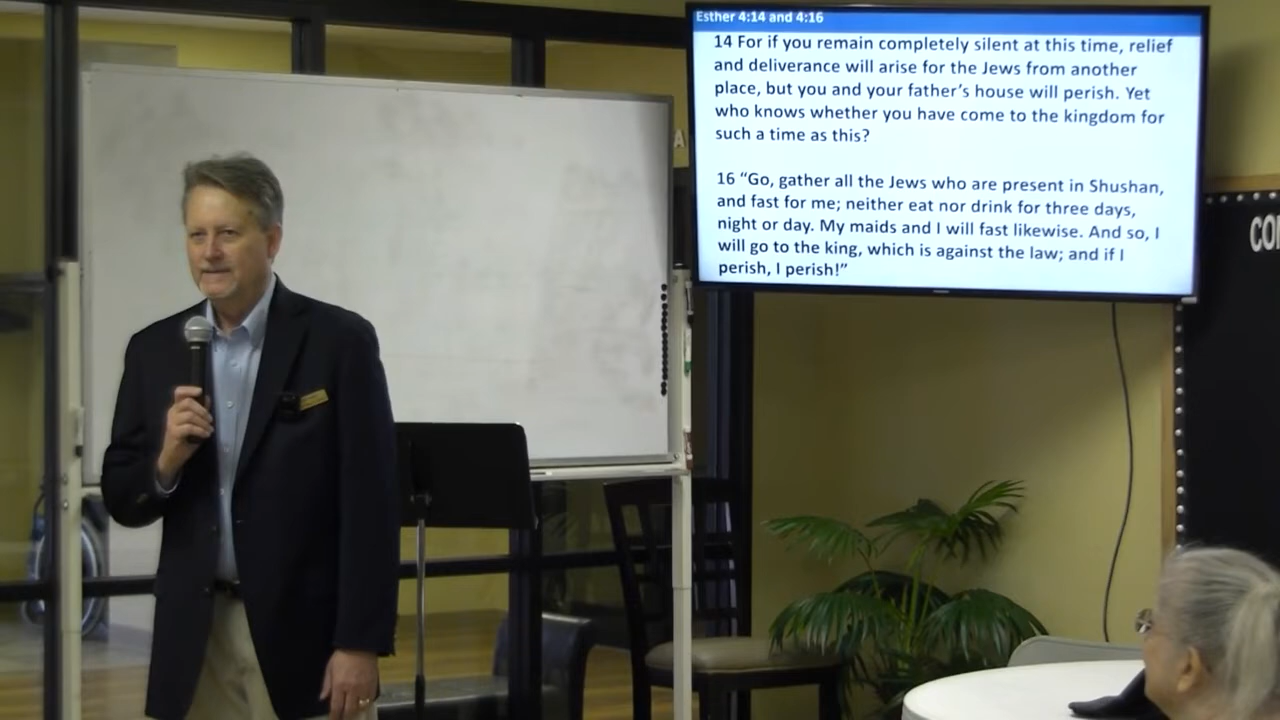 Esther 4:14 and 4:16
14 For if you remain completely silent at this time, relief
and deliverance will arise for the Jews from another
place, but you and your father's house will perish. Yet
who knows whether you have come to the kingdom for
such a time as this?
16 “Go, gather all the Jews who are present in Shushan,
and fast for me; neither eat nor drink for three days,
night or day. My maids and I will fast likewise. And so, I
will go to the king, which is against the law; and if I
perish, I perish!”